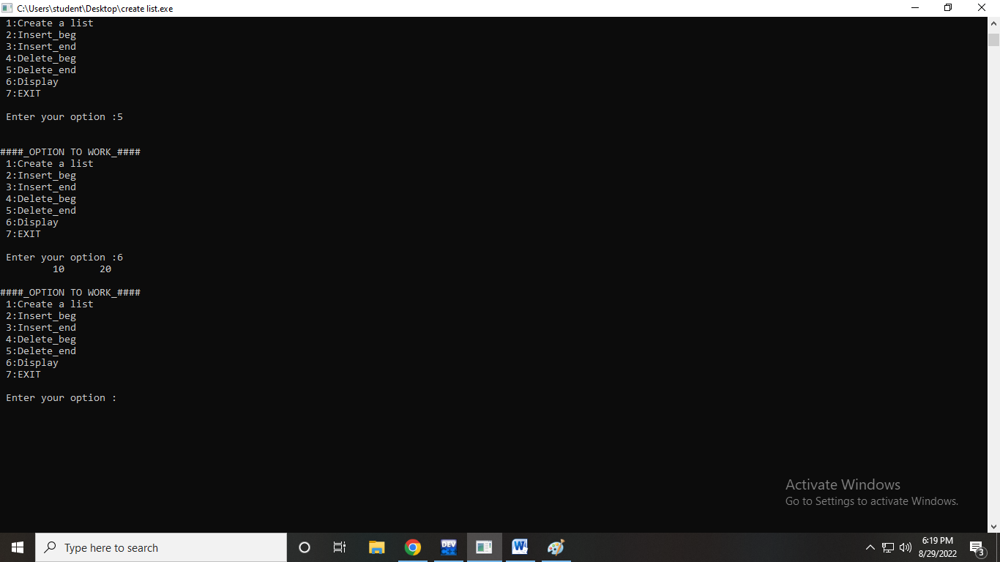 C:\Users\student\Desktop\create list.exe
1:Create a list
2:Insert_beg
3:Insert_end
4:Delete_beg
5:Delete_end
6:Display
7:EXIT
Enter your option :5
####_OPTION TO WORK_####
1:Create a list
2:Insert_beg
3:Insert_end
4:Delete_beg
5:Delete_end
6:Display
7:EXIT
Enter your option :6
10 20
####_OPTION TO WORK_####
1:Create a list
2:Insert_beg
3:Insert_end
4:Delete_beg
5:Delete_end
6:Display
7:EXIT
Enter your option :
Activate Windows
Go to Settings to activate Windows.
Type here to search
DEV
W
6:19 PM
8/29/2022
3